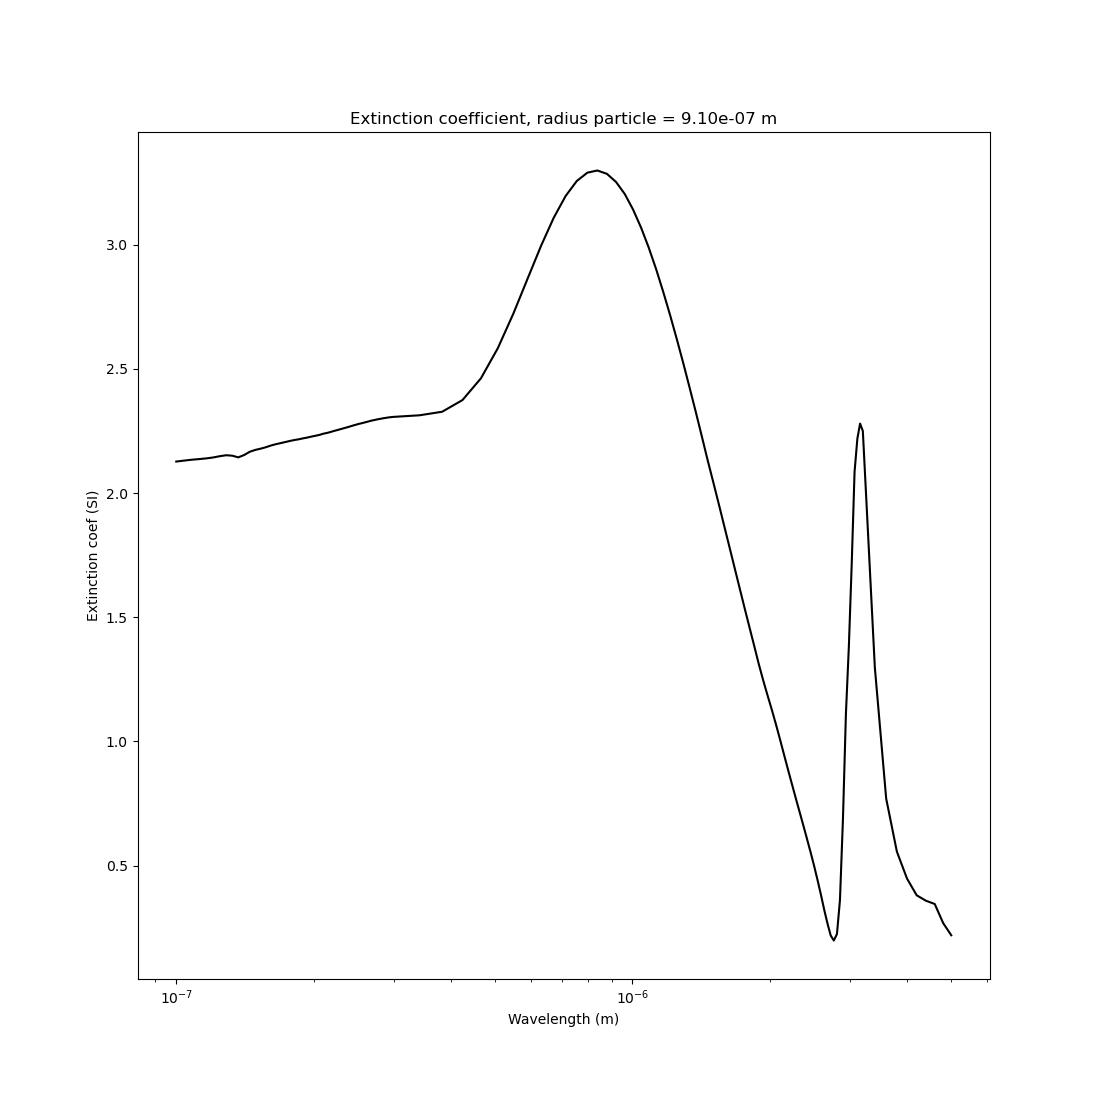 Extinction coefficient, radius particle = 9.10e-07 m
3.0
2.5
2.0
1.5
1.0
0.5
Extinction coef (SI)
10⁻⁷ 10⁻⁶
Wavelength (m)